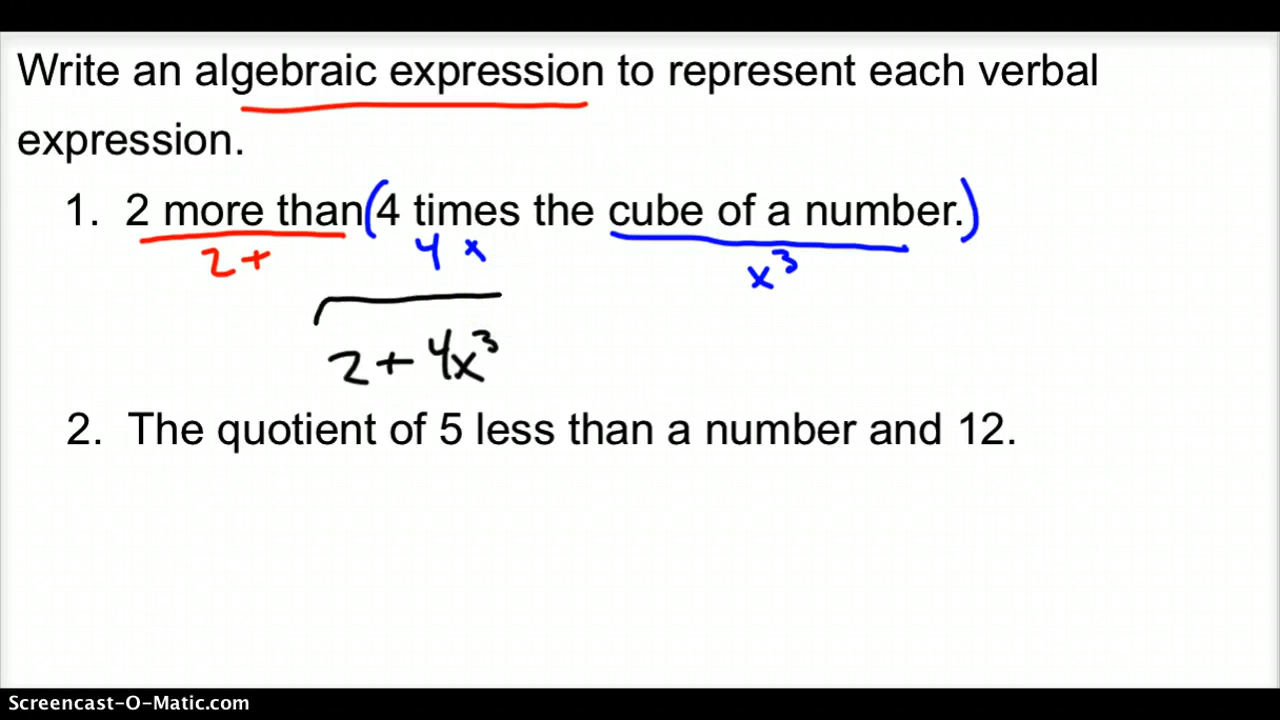 Write an algebraic expression to represent each verbal
expression.
1. 2 more than (4 times the cube of a number.)
2 + 4 x x³
2 + 4x³
2. The quotient of 5 less than a number and 12.
Screencast-O-Matic.com